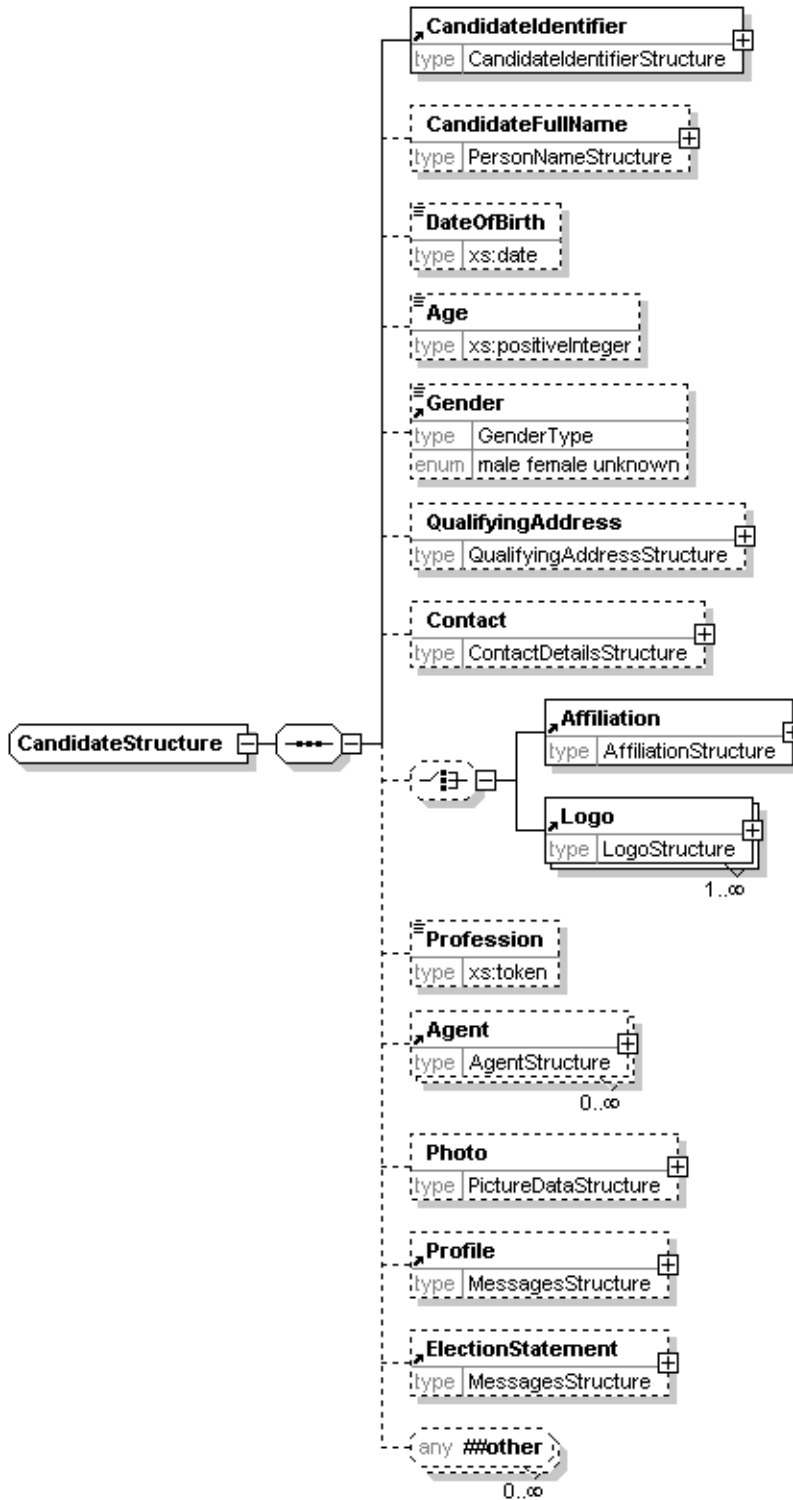 CandidateIdentifier
type CandidateIdentifierStructure
CandidateFullName
type PersonNameStructure
DateOfBirth
type xs:date
Age
type xs:positiveInteger
Gender
type GenderType
enum male female unknown
QualifyingAddress
type QualifyingAddressStructure
Contact
type ContactDetailsStructure
CandidateStructure
Affiliation
type AffiliationStructure
Logo
type LogoStructure
1..∞
Profession
type xs:token
Agent
type AgentStructure
0..∞
Photo
type PictureDataStructure
Profile
type MessagesStructure
ElectionStatement
type MessagesStructure
any ##other
0..∞